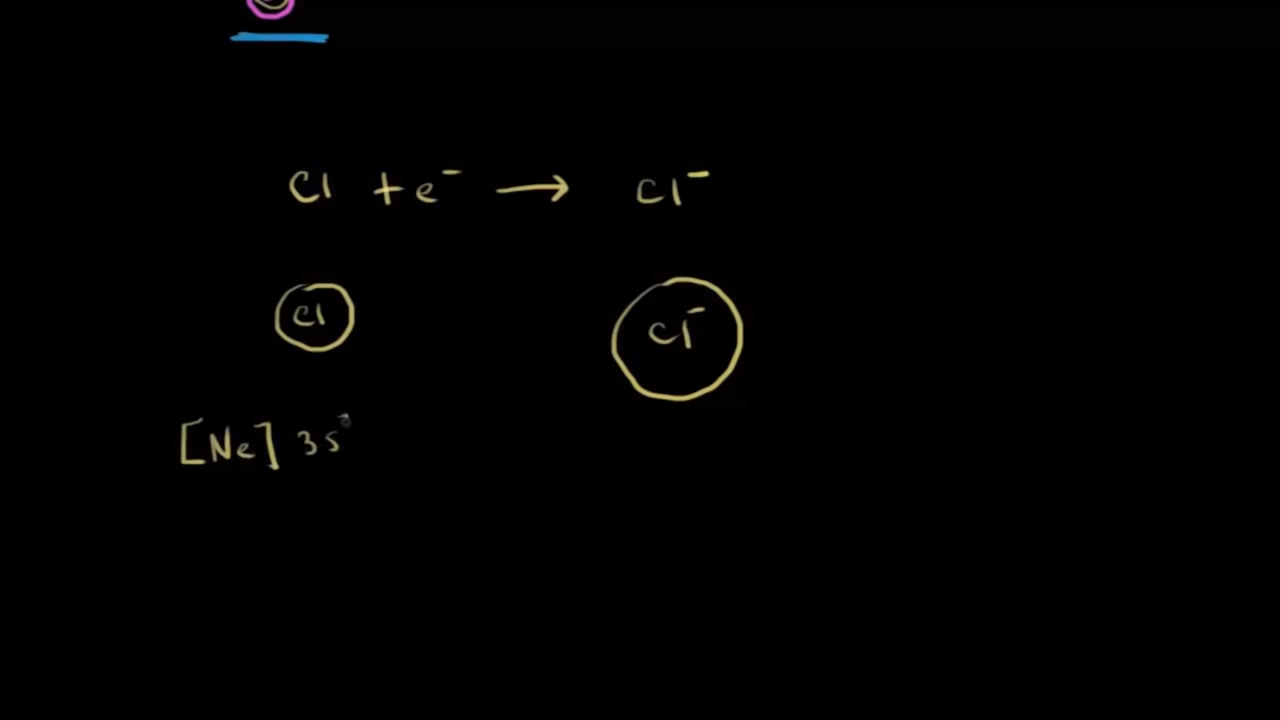 Cl + e⁻ → Cl⁻
Cl Cl⁻
[Ne] 3s